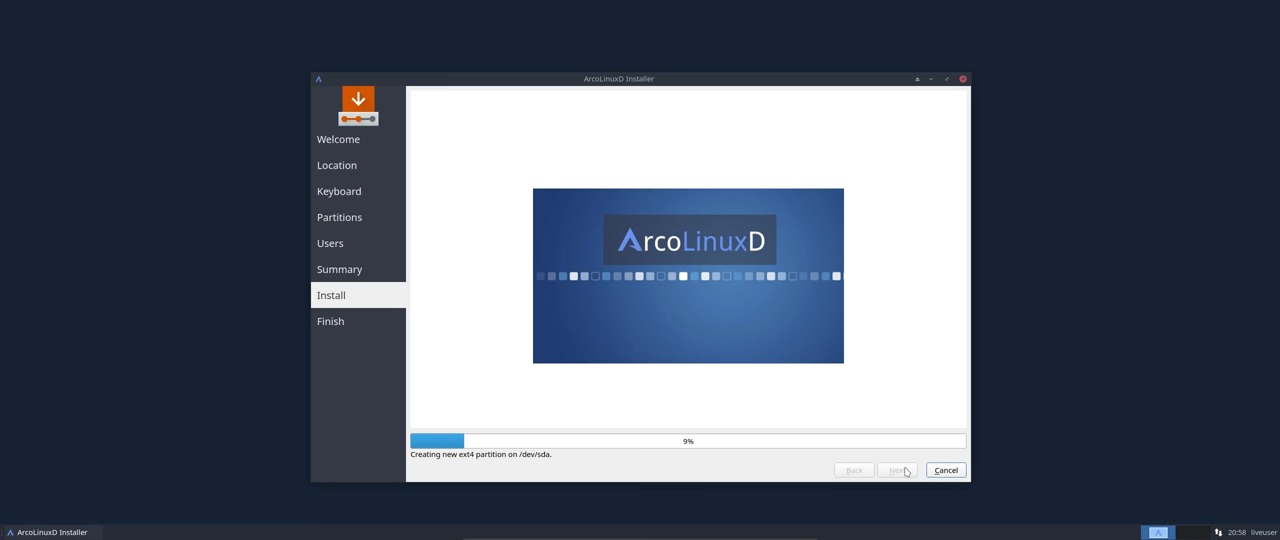 ArcoLinuxD Installer
Welcome
Location
Keyboard
Partitions
Users
Summary
Install
Finish
ArcoLinuxD
9%
Creating new ext4 partition on /dev/sda.
Back
Next
Cancel
ArcoLinuxD Installer
20:58 liveuser